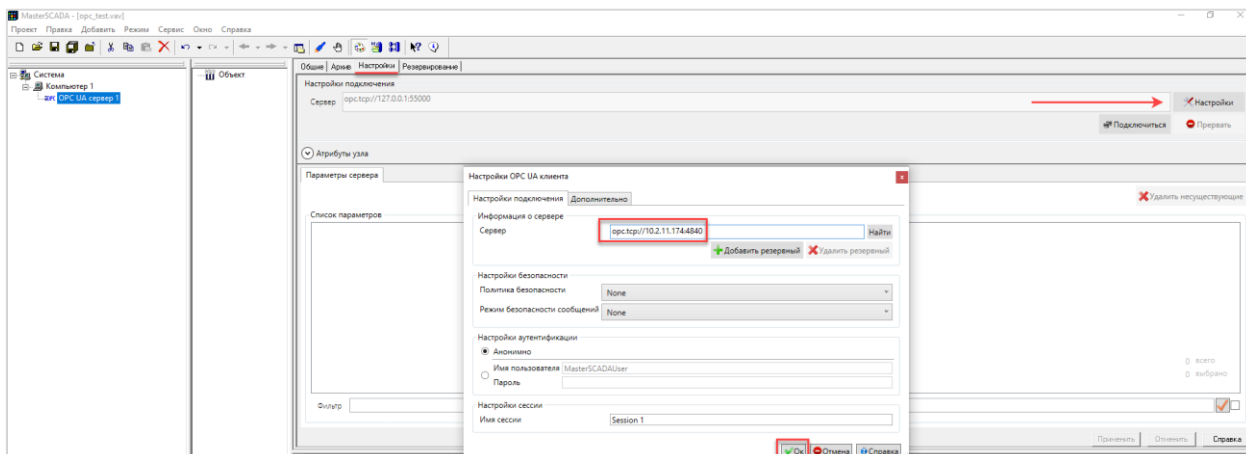 MasterSCADA - [opc_test.vav]
Проект Правка Добавить Режим Сервис Окно Справка
Система
Компьютер 1
OPC UA сервер 1
Объект
Общие Архив Настройки Резервирование
Настройки подключения
Сервер opc.tcp://127.0.0.1:55000 Настройки
Подключиться Прервать
Атрибуты узла
Параметры сервера
Удалить несуществующие
Список параметров
0 всего
0 выбрано
Фильтр
Применить Отменить Справка
Настройки OPC UA клиента
Настройки подключения Дополнительно
Информация о сервере
Сервер opc.tcp://10.2.11.174:4840 Найти
Добавить резервный Удалить резервный
Настройки безопасности
Политика безопасности None
Режим безопасности сообщений None
Настройки аутентификации
Анонимно
Имя пользователя MasterSCADAUser
Пароль
Настройки сессии
Имя сессии Session 1
Ок Отмена Справка